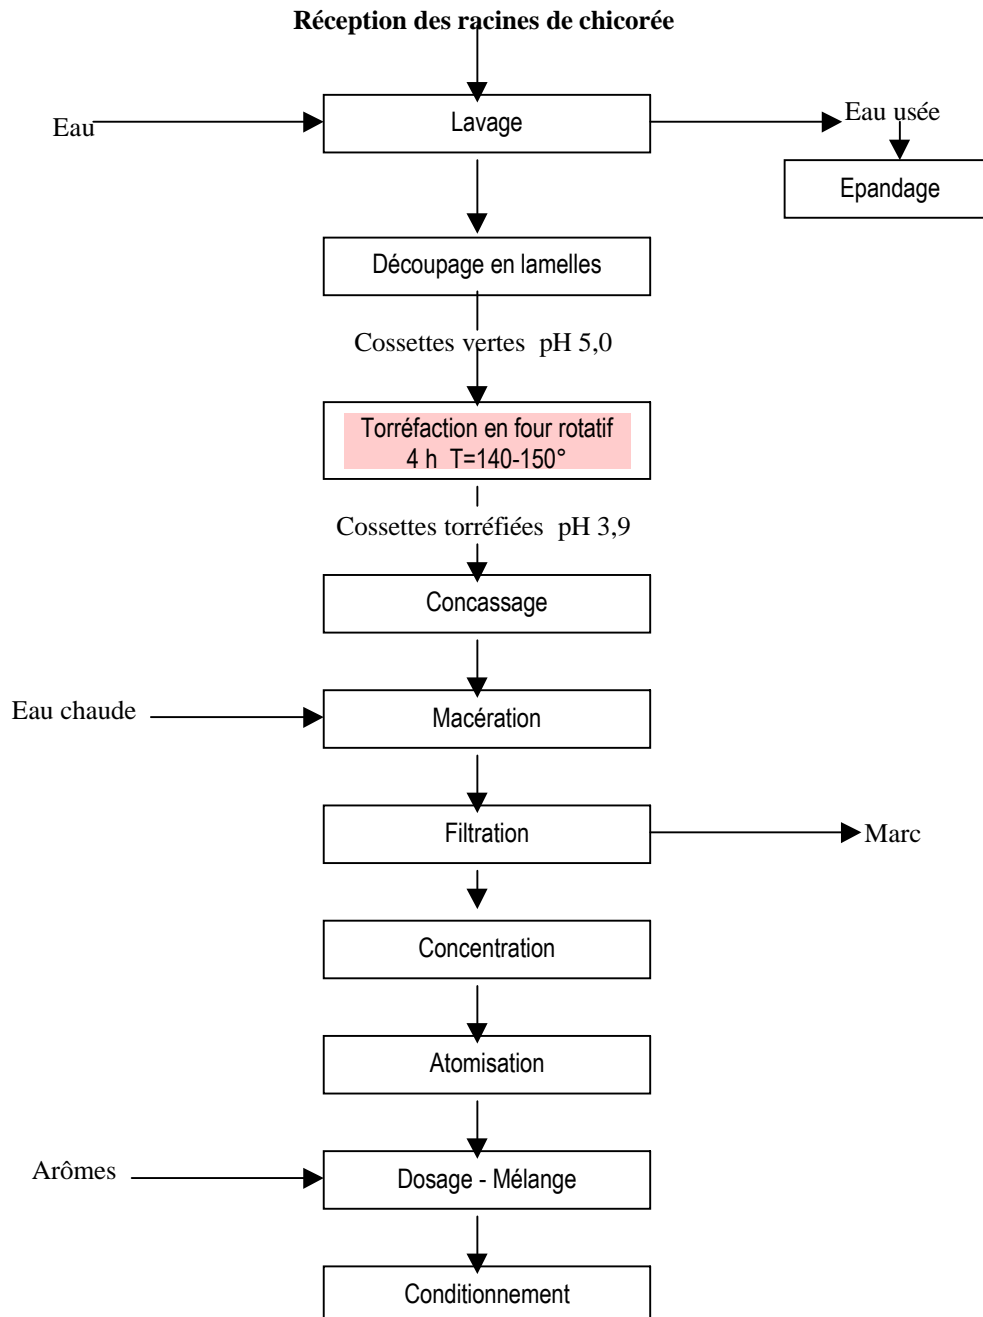 Réception des racines de chicorée
Eau
Lavage
Eau usée
Epandage
Découpage en lamelles
Cossettes vertes pH 5,0
Torréfaction en four rotatif
4 h T=140-150°
Cossettes torréfiées pH 3,9
Concassage
Eau chaude
Macération
Filtration
Marc
Concentration
Atomisation
Arômes
Dosage - Mélange
Conditionnement